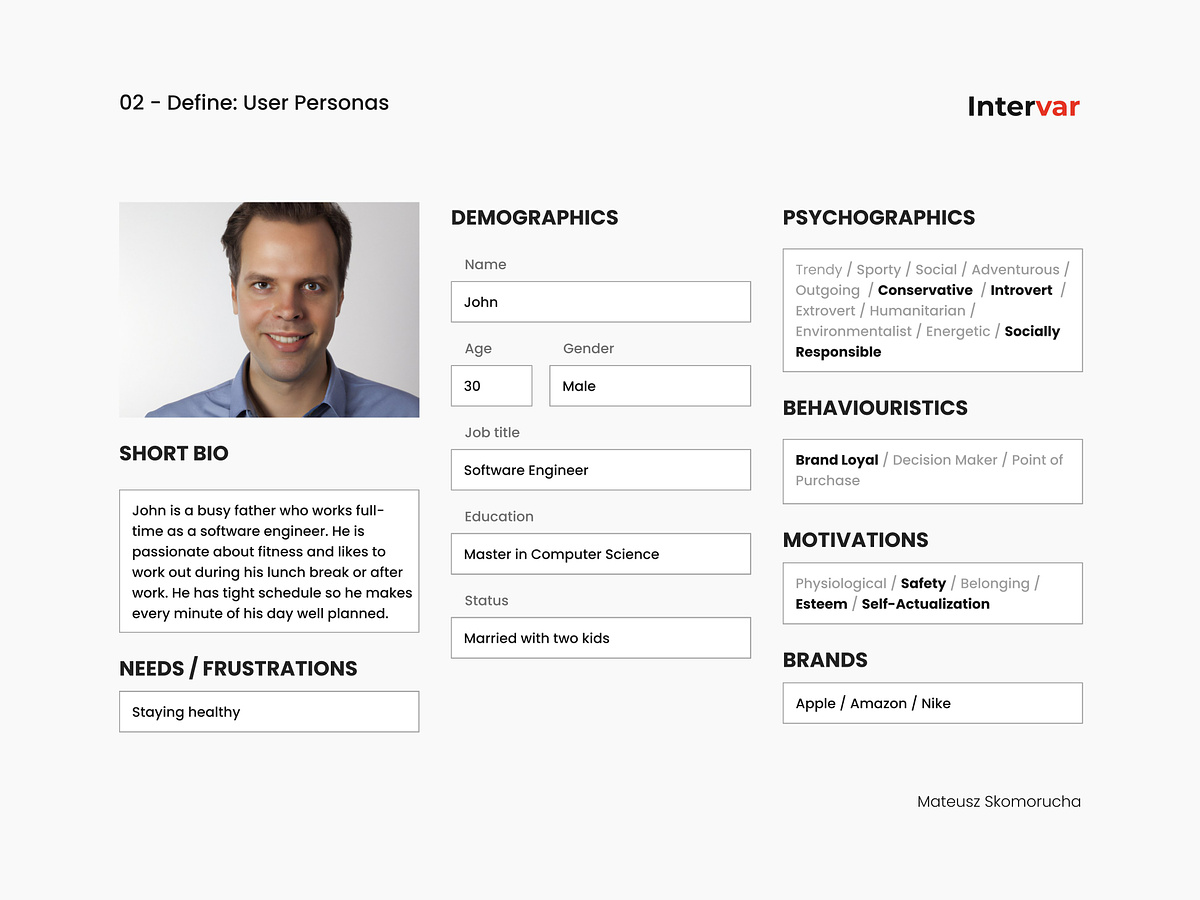 02 - Define: User Personas
Intervar
SHORT BIO
John is a busy father who works full-
time as a software engineer. He is
passionate about fitness and likes to
work out during his lunch break or after
work. He has tight schedule so he makes
every minute of his day well planned.
NEEDS / FRUSTRATIONS
Staying healthy
DEMOGRAPHICS
Name
John
Age
Gender
30
Male
Job title
Software Engineer
Education
Master in Computer Science
Status
Married with two kids
PSYCHOGRAPHICS
Trendy / Sporty / Social / Adventurous /
Outgoing / Conservative / Introvert /
Extrovert / Humanitarian /
Environmentalist / Energetic / Socially
Responsible
BEHAVIOURISTICS
Brand Loyal / Decision Maker / Point of
Purchase
MOTIVATIONS
Physiological / Safety / Belonging /
Esteem / Self-Actualization
BRANDS
Apple / Amazon / Nike
Mateusz Skomorucha